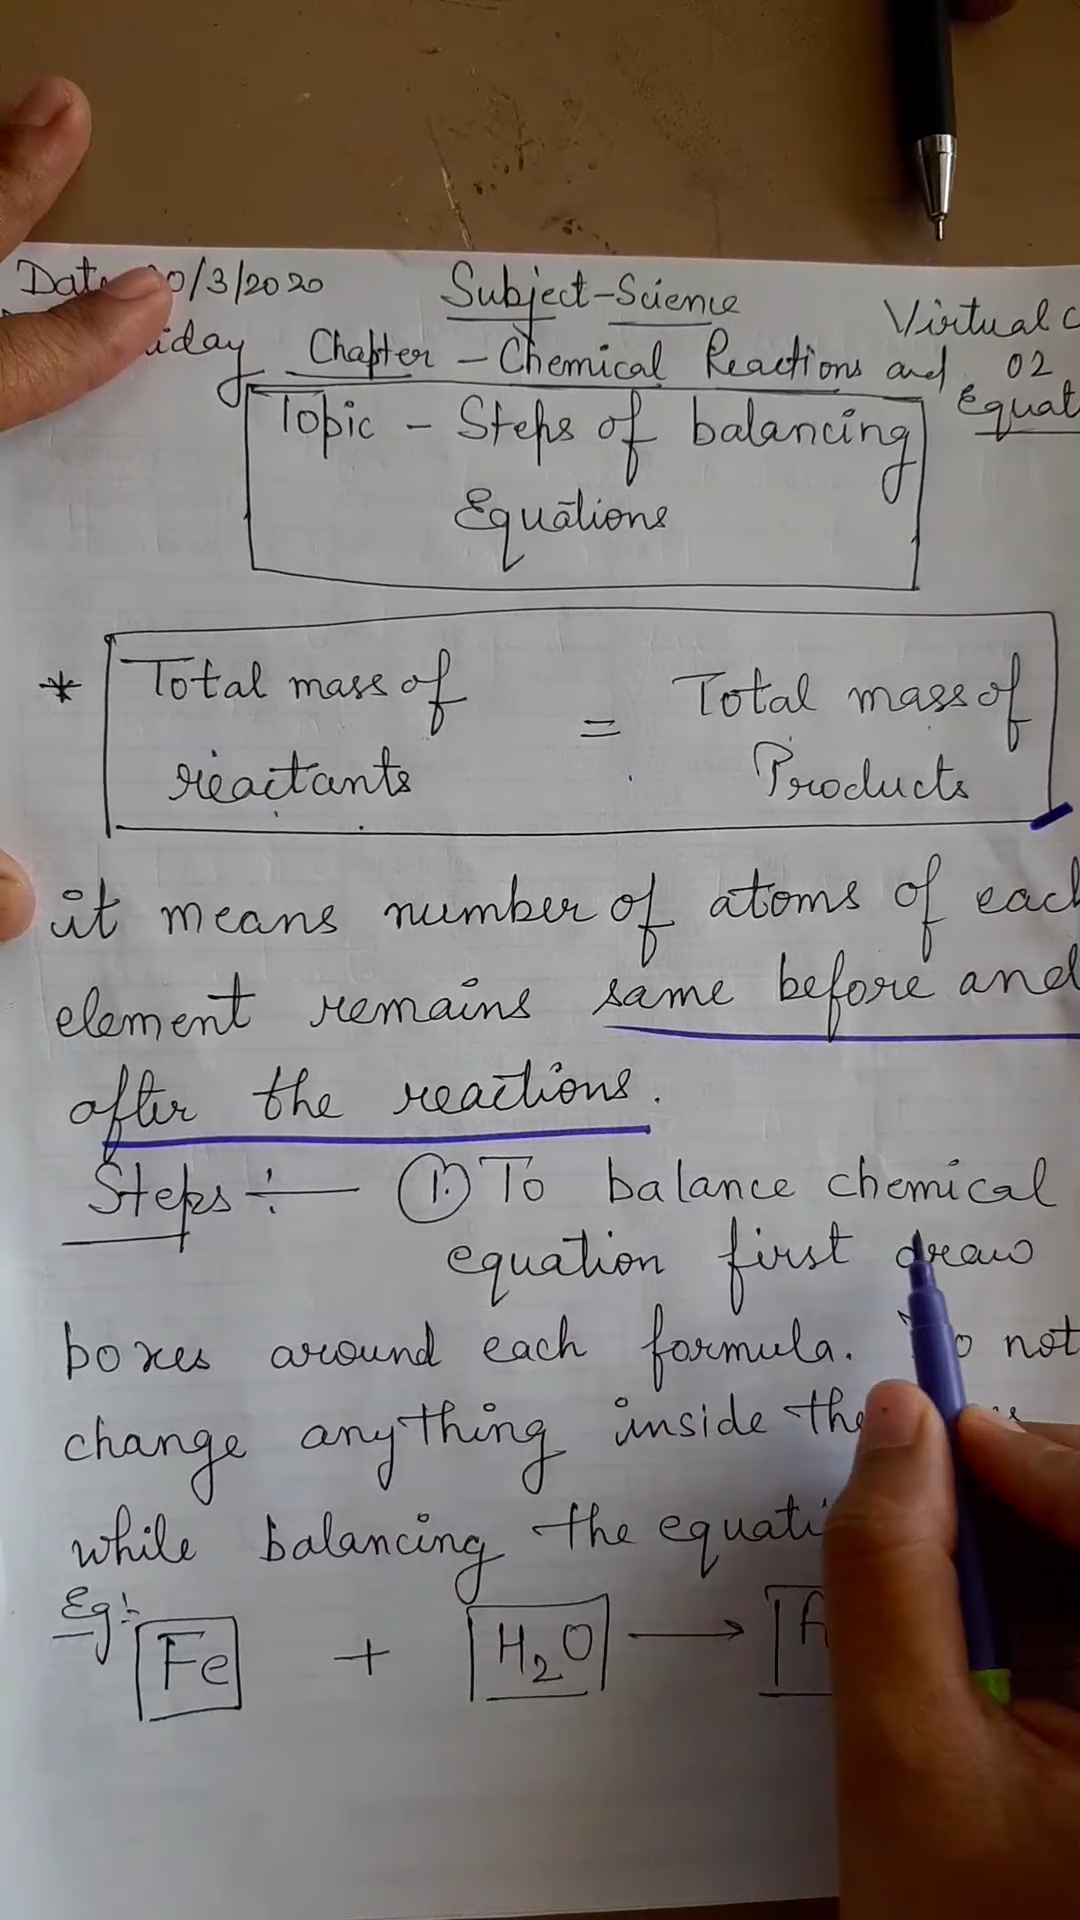 Date 0/3/2020 Subject-Science Virtual
Chapter - Chemical Reactions and 02
Topic - Steps of balancing
Equations
* Total mass of = Total mass of
reactants Products
it means number of atoms of each
element remains same before and
after the reactions.
Steps ÷ 1. To balance chemical
equation first draw
boxes around each formula. not
change anything inside the
while balancing the
Eg:- Fe + H₂O →